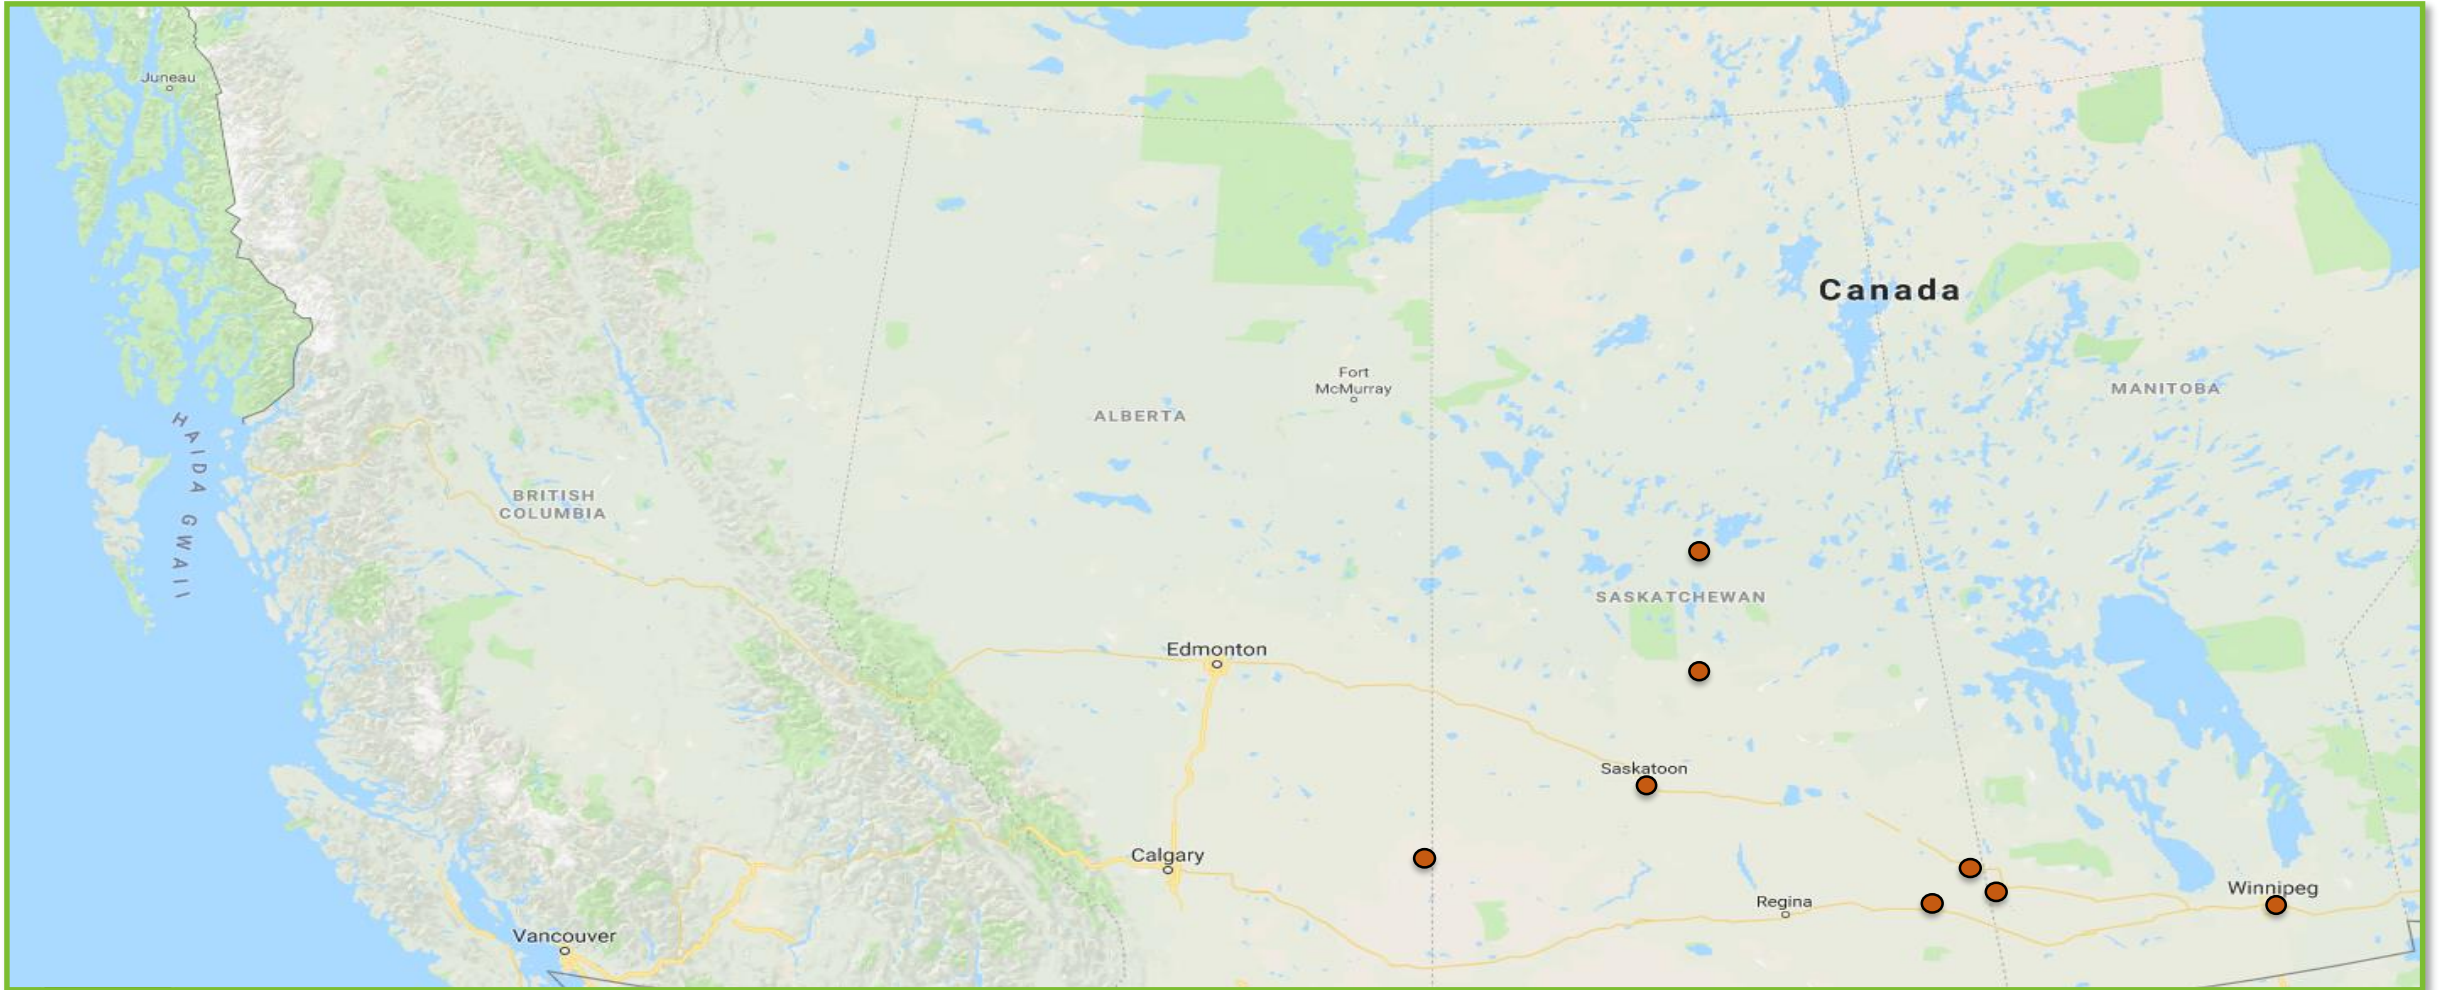 Juneau
Canada
Fort
McMurray
MANITOBA
ALBERTA
HAIDA GWAII
BRITISH
COLUMBIA
SASKATCHEWAN
Edmonton
Saskatoon
Calgary
Winnipeg
Regina
Vancouver